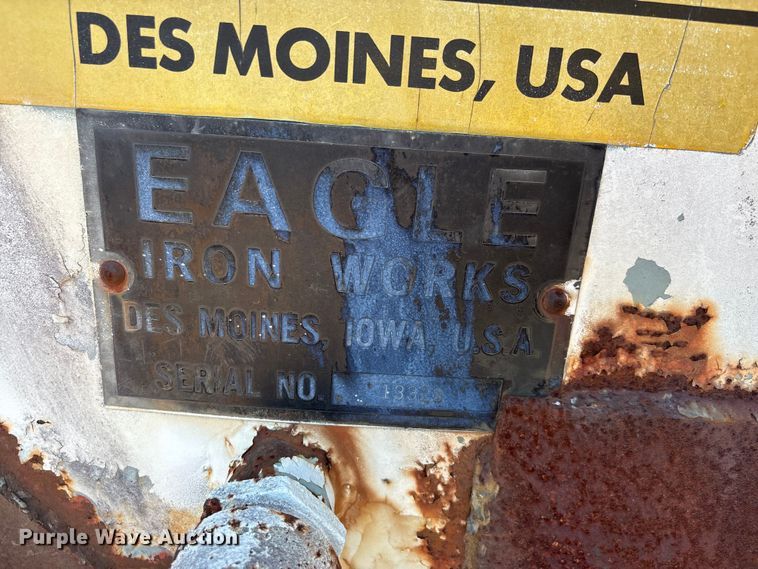 DES MOINES, USA
EAGLE
IRON WORKS
DES MOINES, IOWA, U.S.A
SERIAL NO.
Purple Wave Auction